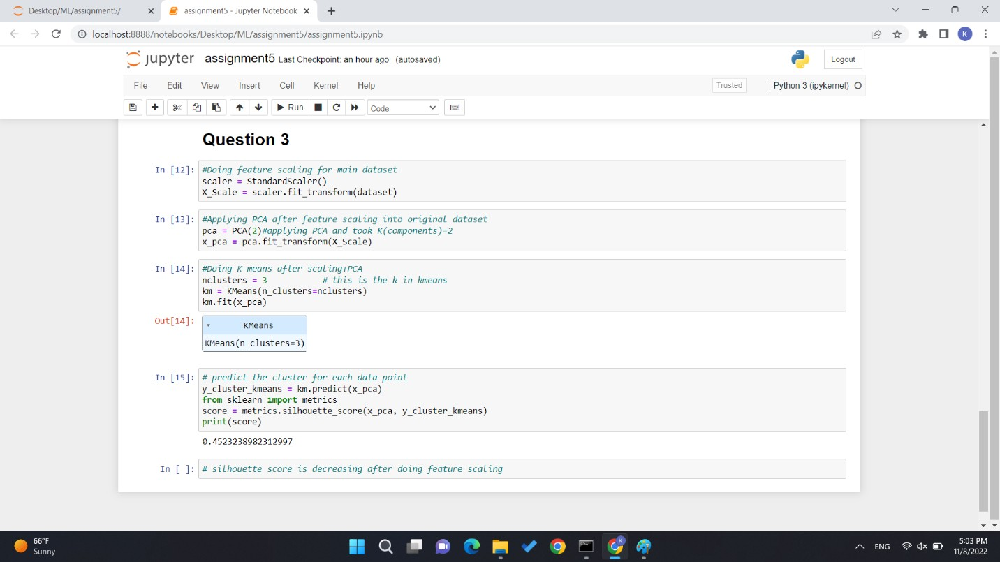 Desktop/ML/assignment5/
assignment5 - Jupyter Notebook
localhost:8888/notebooks/Desktop/ML/assignment5/assignment5.ipynb
K
jupyter assignment5 Last Checkpoint: an hour ago (autosaved)
Logout
File Edit View Insert Cell Kernel Help
Trusted
Python 3 (ipykernel)
Run
Code
Question 3
In [12]: #Doing feature scaling for main dataset
scaler = StandardScaler()
X_Scale = scaler.fit_transform(dataset)
In [13]: #Applying PCA after feature scaling into original dataset
pca = PCA(2)#applying PCA and took K(components)=2
x_pca = pca.fit_transform(X_Scale)
In [14]: #Doing K-means after scaling+PCA
nclusters = 3 # this is the k in kmeans
km = KMeans(n_clusters=nclusters)
km.fit(x_pca)
Out[14]:
KMeans
KMeans(n_clusters=3)
In [15]: # predict the cluster for each data point
y_cluster_kmeans = km.predict(x_pca)
from sklearn import metrics
score = metrics.silhouette_score(x_pca, y_cluster_kmeans)
print(score)
0.4523238982312997
In [ ]: # silhouette score is decreasing after doing feature scaling
66°F
Sunny
K
ENG
5:03 PM
11/8/2022